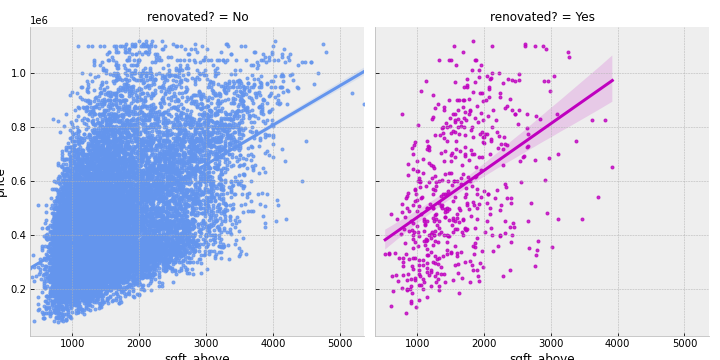 renovated? = No
renovated? = Yes
1e6
1.0
0.8
0.6
0.4
0.2
price
1000 2000 3000 4000 5000
1000 2000 3000 4000 5000
sqft_above
sqft_above